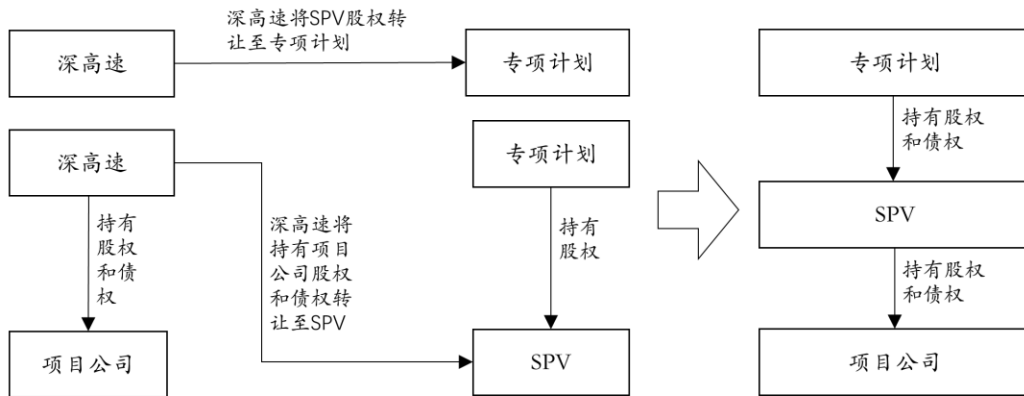 深高速将SPV股权转
让至专项计划
深高速
专项计划
专项计划
持有股权
和债权
深高速
专项计划
持有
股权
和债
权
深高速将
持有项目
公司股权
和债权转
让至SPV
持有
股权
SPV
持有股权
和债权
项目公司
SPV
项目公司